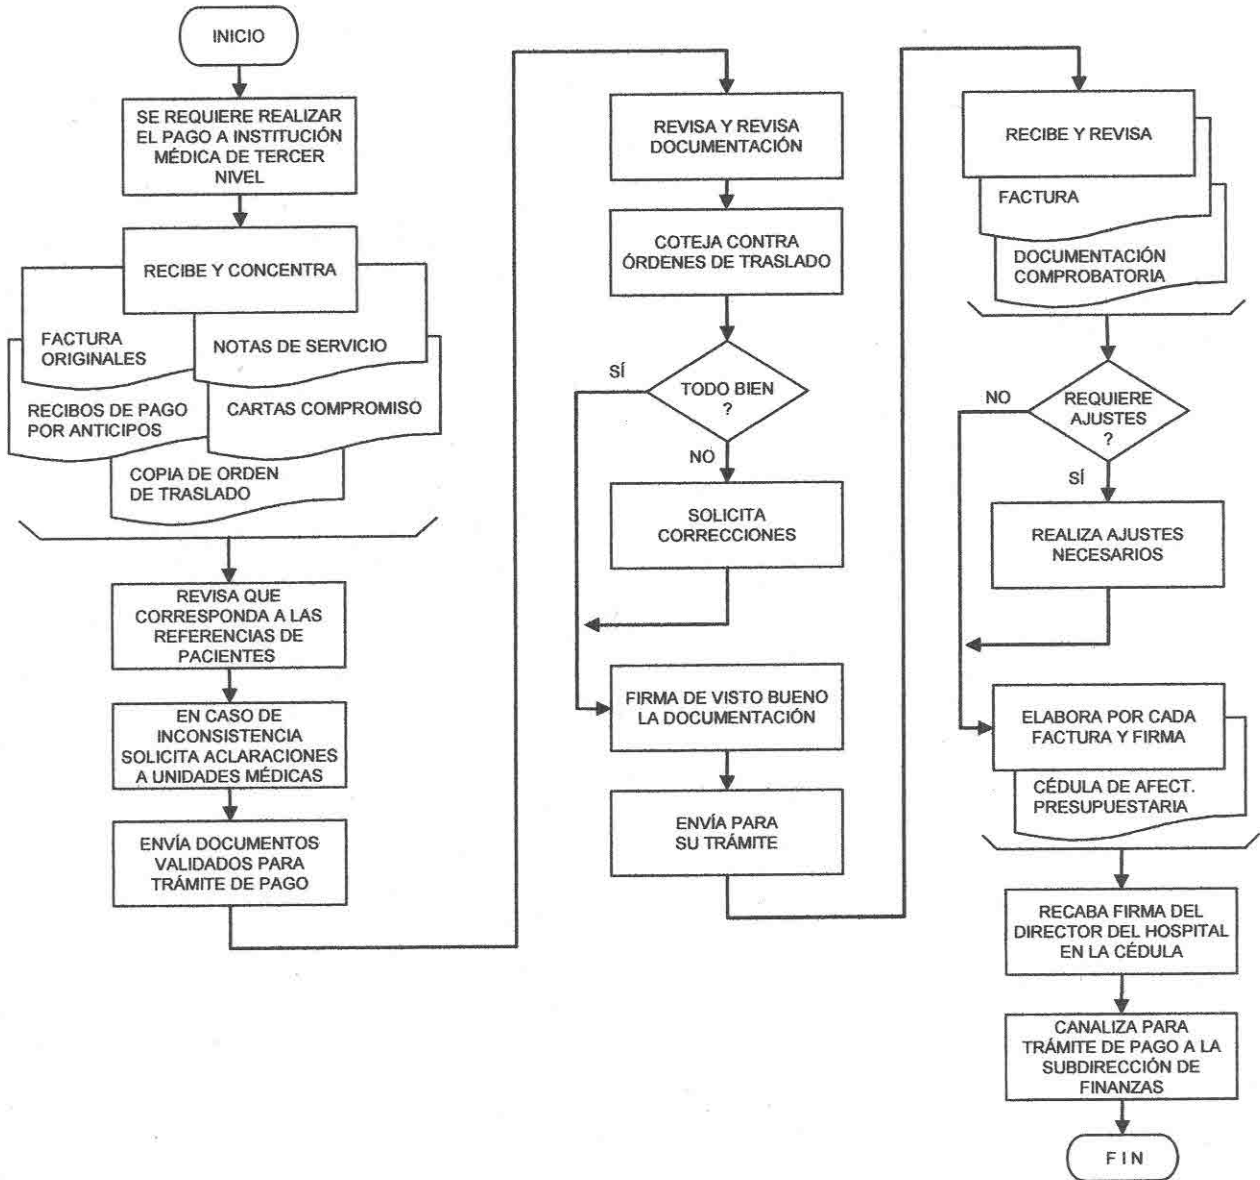 INICIO
SE REQUIERE REALIZAR
EL PAGO A INSTITUCIÓN
MÉDICA DE TERCER
NIVEL
RECIBE Y CONCENTRA
FACTURA
ORIGINALES
NOTAS DE SERVICIO
RECIBOS DE PAGO
POR ANTICIPOS
CARTAS COMPROMISO
COPIA DE ORDEN
DE TRASLADO
REVISA QUE
CORRESPONDA A LAS
REFERENCIAS DE
PACIENTES
EN CASO DE
INCONSISTENCIA
SOLICITA ACLARACIONES
A UNIDADES MÉDICAS
ENVÍA DOCUMENTOS
VALIDADOS PARA
TRÁMITE DE PAGO
REVISA Y REVISA
DOCUMENTACIÓN
COTEJA CONTRA
ÓRDENES DE TRASLADO
SÍ
TODO BIEN
?
NO
SOLICITA
CORRECCIONES
FIRMA DE VISTO BUENO
LA DOCUMENTACIÓN
ENVÍA PARA
SU TRÁMITE
RECIBE Y REVISA
FACTURA
DOCUMENTACIÓN
COMPROBATORIA
NO
REQUIERE
AJUSTES
?
SÍ
REALIZA AJUSTES
NECESARIOS
ELABORA POR CADA
FACTURA Y FIRMA
CÉDULA DE AFECT.
PRESUPUESTARIA
RECABA FIRMA DEL
DIRECTOR DEL HOSPITAL
EN LA CÉDULA
CANALIZA PARA
TRÁMITE DE PAGO A LA
SUBDIRECCIÓN DE
FINANZAS
F I N